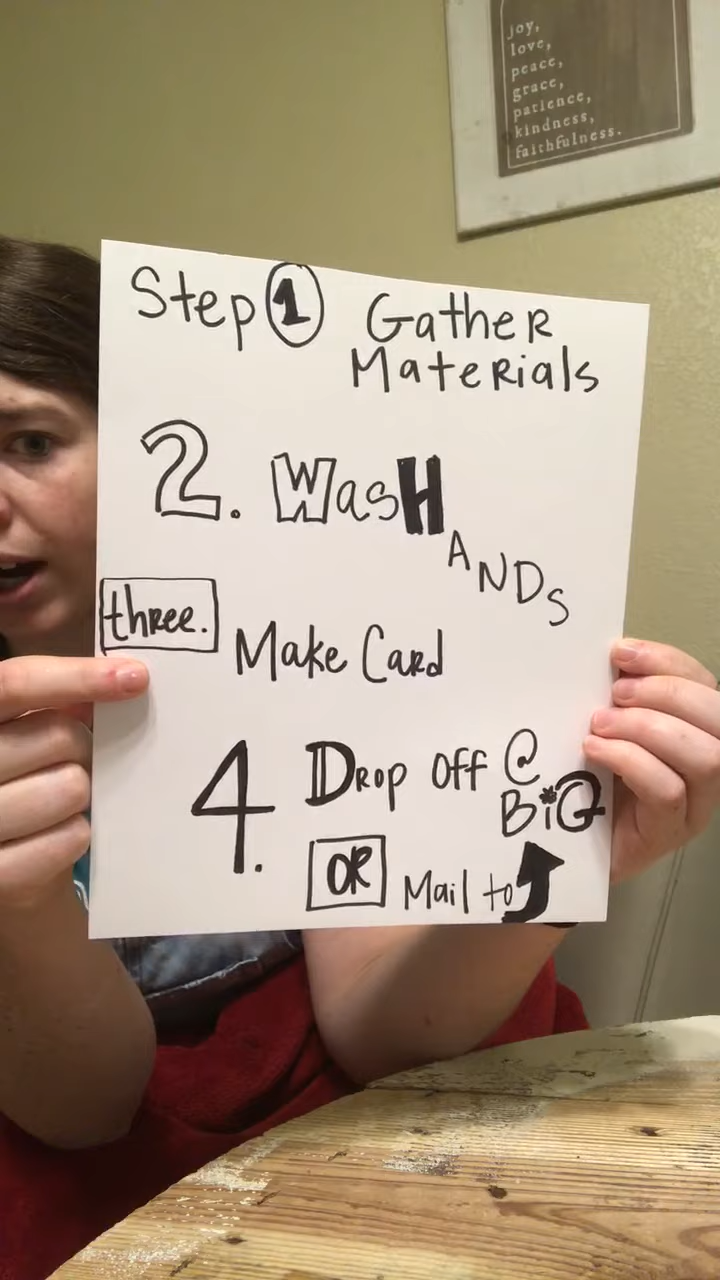 joy,
love,
peace,
grace,
patience,
kindness,
faithfulness.
Step 1 GatheR
MateRials
2. WasH
ANDS
three. Make CaRd
4. DRop Off @
BiG
OR Mail to